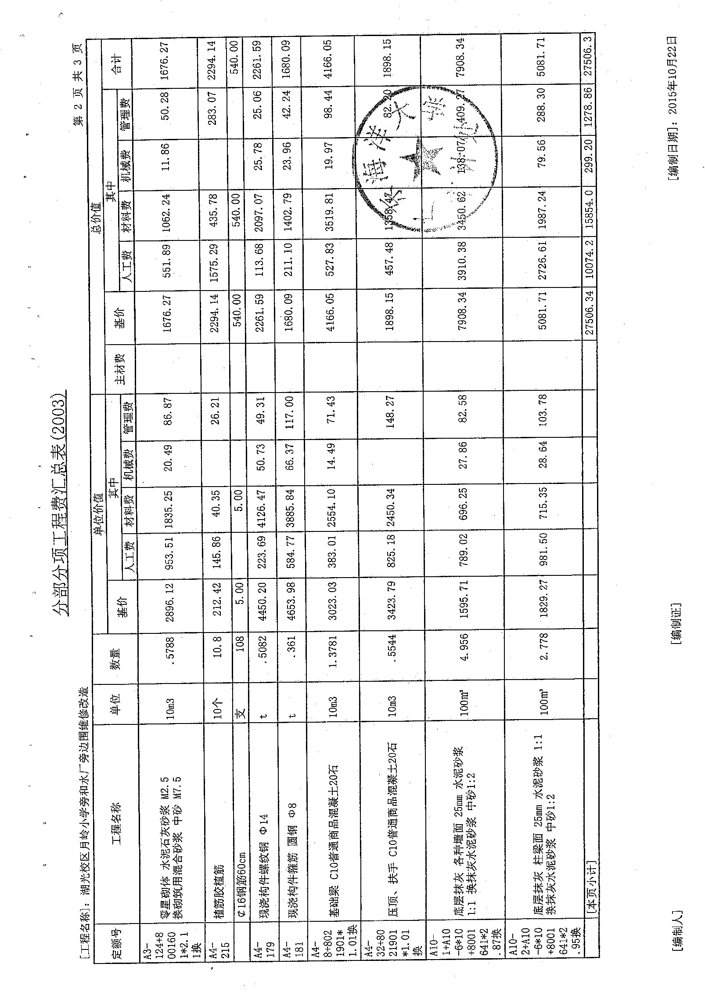 分部分项工程费汇总表(2003)
[工程名称]: 湖光校区月岭小学旁和水厂旁边围维修改造 第 2 页 共 3 页
定额号 工程名称 单位 数量 单位价值 总价值
基价 其中 主材费 基价 其中 合计
人工费 材料费 机械费 管理费 人工费 材料费 机械费 管理费
A3-
124+8
00160
1*2.1
1换
零星砌体 水泥石灰砂浆 M2.5
换砌筑用混合砂浆 中砂 M7.5
10m3 .5788 2896.12 953.51 1835.25 20.49 86.87 1676.27 551.89 1062.24 11.86 50.28 1676.27
A4-
215
植筋胶植筋 10个 10.8 212.42 145.86 40.35 26.21 2294.14 1575.29 435.78 283.07 2294.14
⊄16钢筋60cm 支 108 5.00 5.00 540.00 540.00 540.00
A4-
179
现浇构件螺纹钢 Φ14 t .5082 4450.20 223.69 4126.47 50.73 49.31 2261.59 113.68 2097.07 25.78 25.06 2261.59
A4-
181
现浇构件箍筋 圆钢 Φ8 t .361 4653.98 584.77 3885.84 66.37 117.00 1680.09 211.10 1402.79 23.96 42.24 1680.09
A4-
8+802
1901*
1.01换
基础梁 C10普通商品混凝土20石 10m3 1.3781 3023.03 383.01 2554.10 14.49 71.43 4166.05 527.83 3519.81 19.97 98.44 4166.05
A4-
32+80
21901
*1.01
换
压顶、扶手 C10普通商品混凝土20石 10m3 .5544 3423.79 825.18 2450.34 148.27 1898.15 457.48 1358.47 82.20 1898.15
A10-
1+A10
-6*10
+8001
641*2
.87换
底层抹灰 各种墙面 25mm 水泥砂浆
1:1 换抹灰水泥砂浆 中砂1:2
100m² 4.956 1595.71 789.02 696.25 27.86 82.58 7908.34 3910.38 3450.62 138.07 409.27 7908.34
A10-
2+A10
-6*10
+8001
641*2
.95换
底层抹灰 柱梁面 25mm 水泥砂浆 1:1
换抹灰水泥砂浆 中砂1:2
100m² 2.778 1829.27 981.50 715.35 28.64 103.78 5081.71 2726.61 1987.24 79.56 288.30 5081.71
[本页小计] 27506.34 10074.2 15854.0 299.20 1278.86 27506.3
海洋大
[编制人] [编制证] [编制日期]: 2015年10月22日